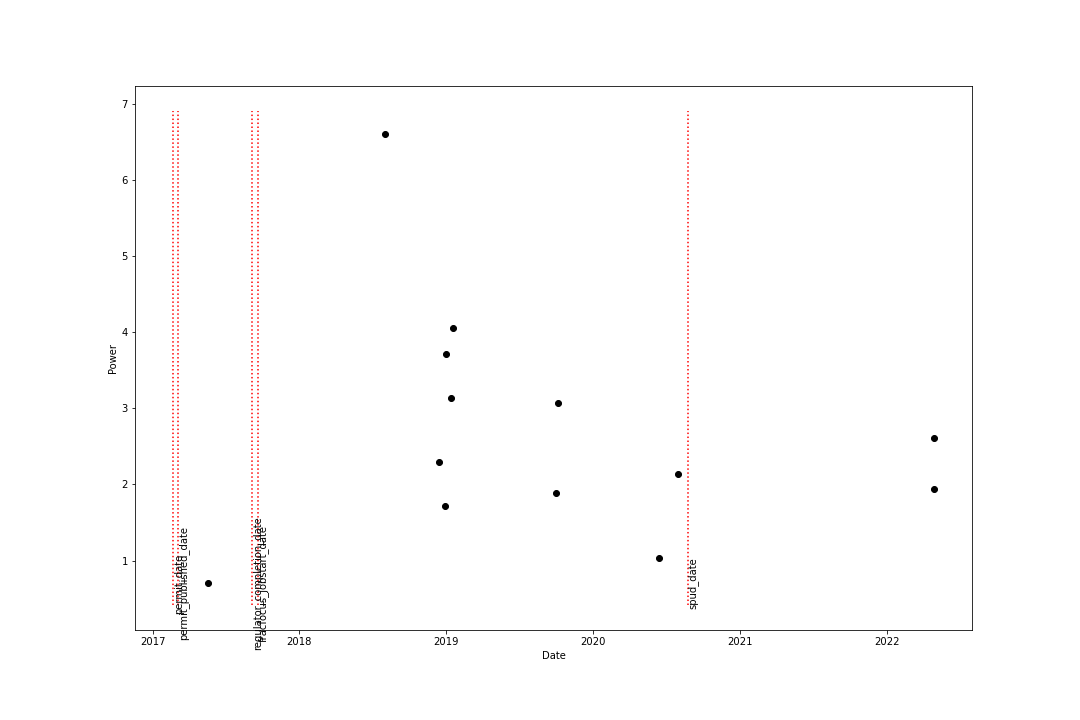 7
6
5
4
3
2
1
Power
permit_date
permit_published_date
regulator_completion_date
fracfocus_jobstart_date
spud_date
2017
2018
2019
2020
2021
2022
Date